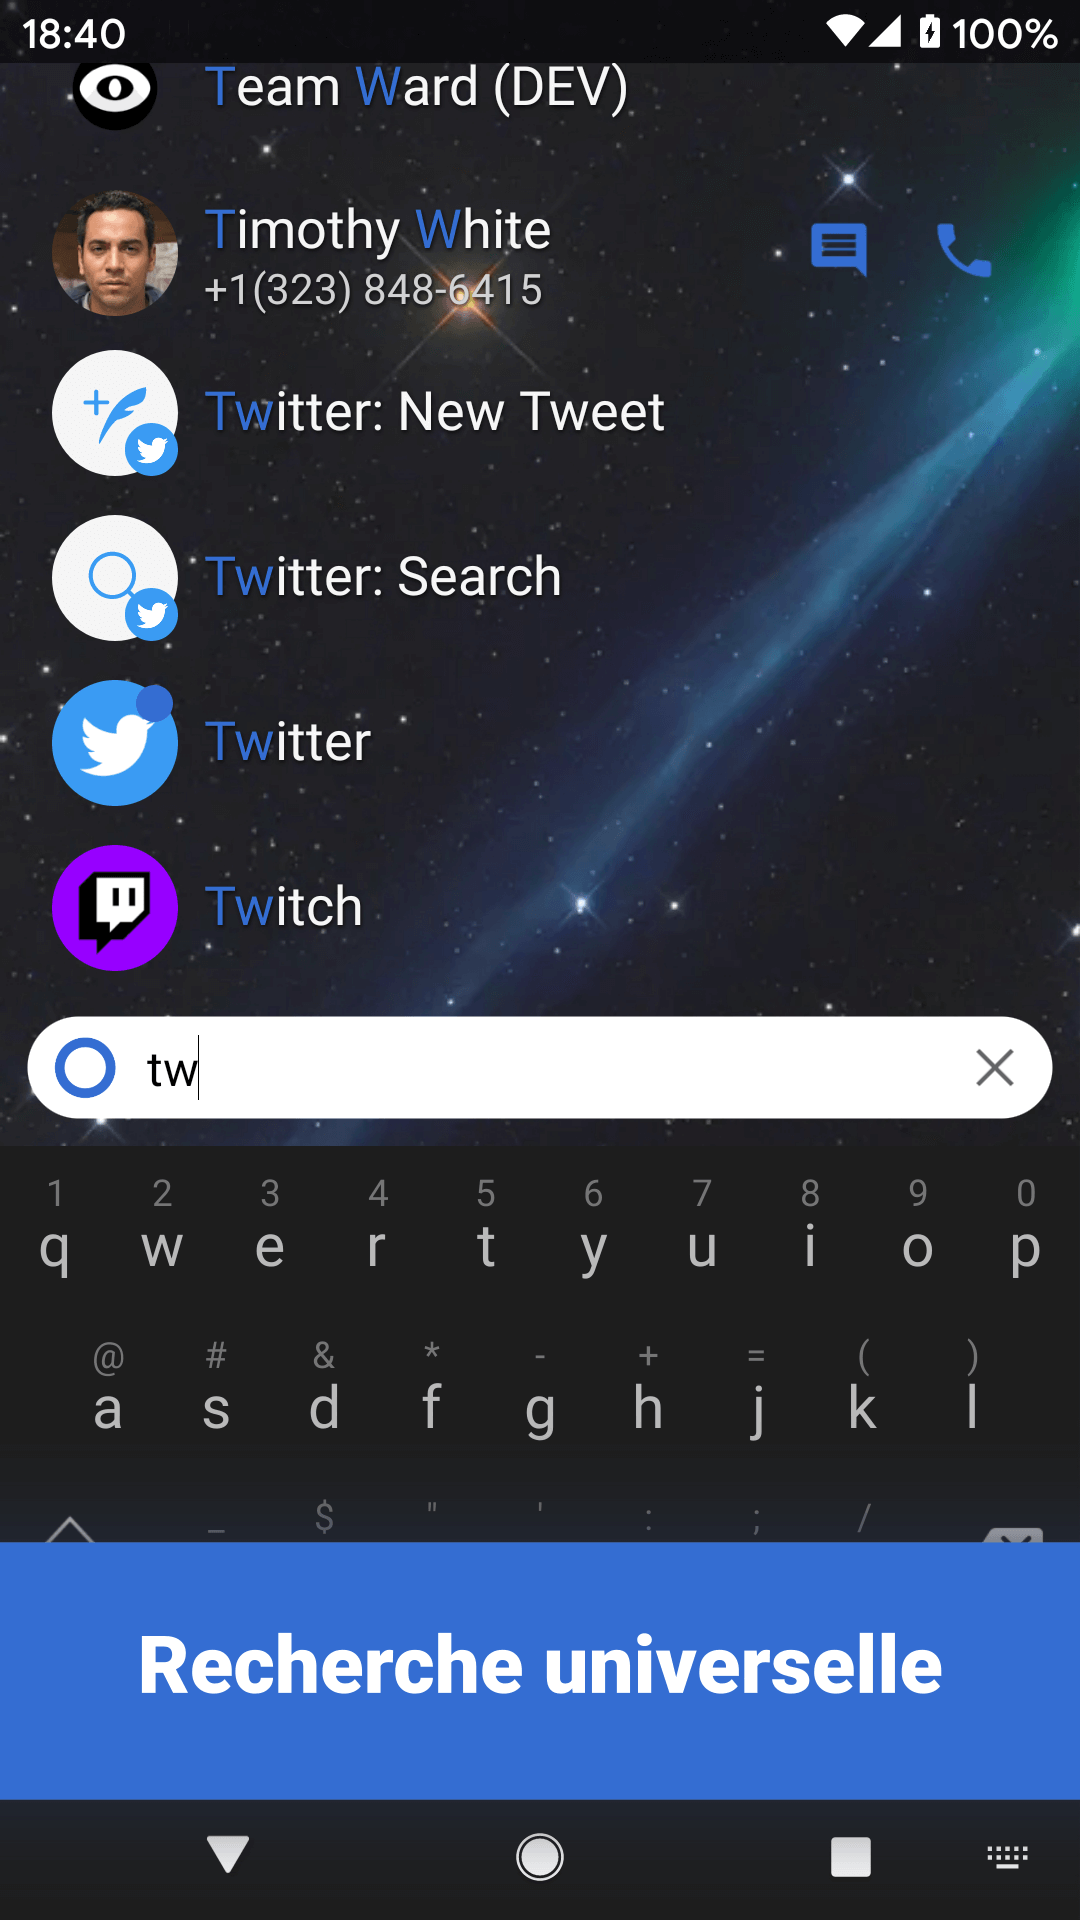 18:40 100%
Team Ward (DEV)
Timothy White
+1(323) 848-6415
Twitter: New Tweet
Twitter: Search
Twitter
Twitch
tw
1 2 3 4 5 6 7 8 9 0
q w e r t y u i o p
@ # & * - + = ( )
a s d f g h j k l
_ $ " ' : ; /
Recherche universelle